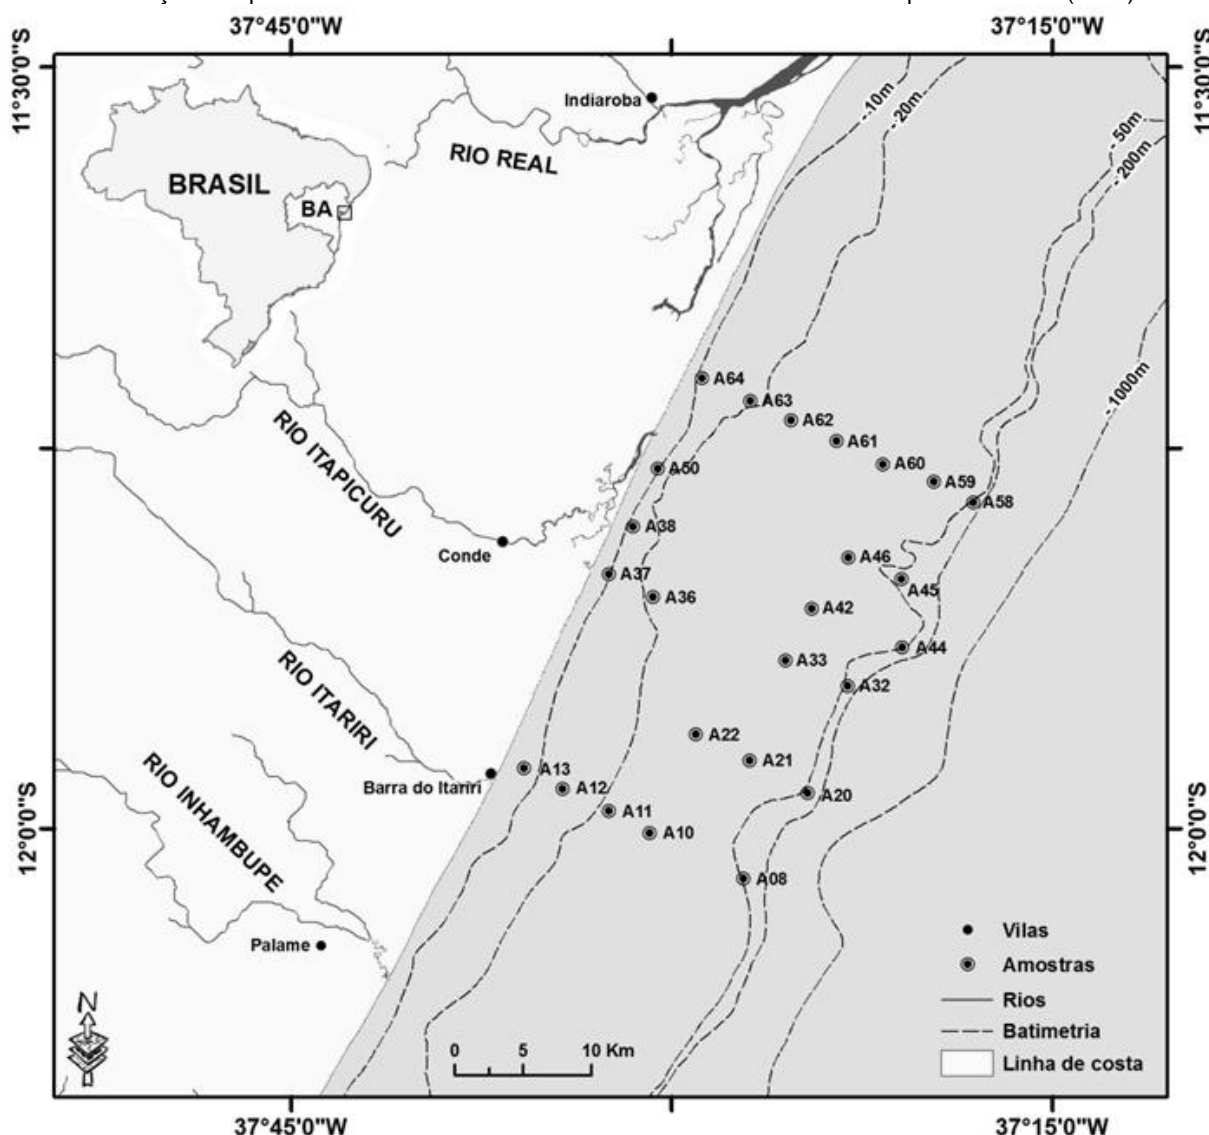 37°45'0"W
37°15'0"W
11°30'0"S
11°30'0"S
Indiaroba
RIO REAL
- 10m
- 20m
- 50m
- 200m
BRASIL
BA
- 1000m
A64
A63
A62
A61
A60
A59
A58
A50
RIO ITAPICURU
A38
Conde
A46
A37
A45
A36
A42
A44
A33
RIO ITARIRI
A32
A22
A21
RIO INHAMBUPE
A13
Barra do Itariri
A12
A20
A11
A10
12°0'0"S
12°0'0"S
A08
Palame
Vilas
Amostras
Rios
Batimetria
Linha de costa
N
0 5 10 Km
37°45'0"W
37°15'0"W